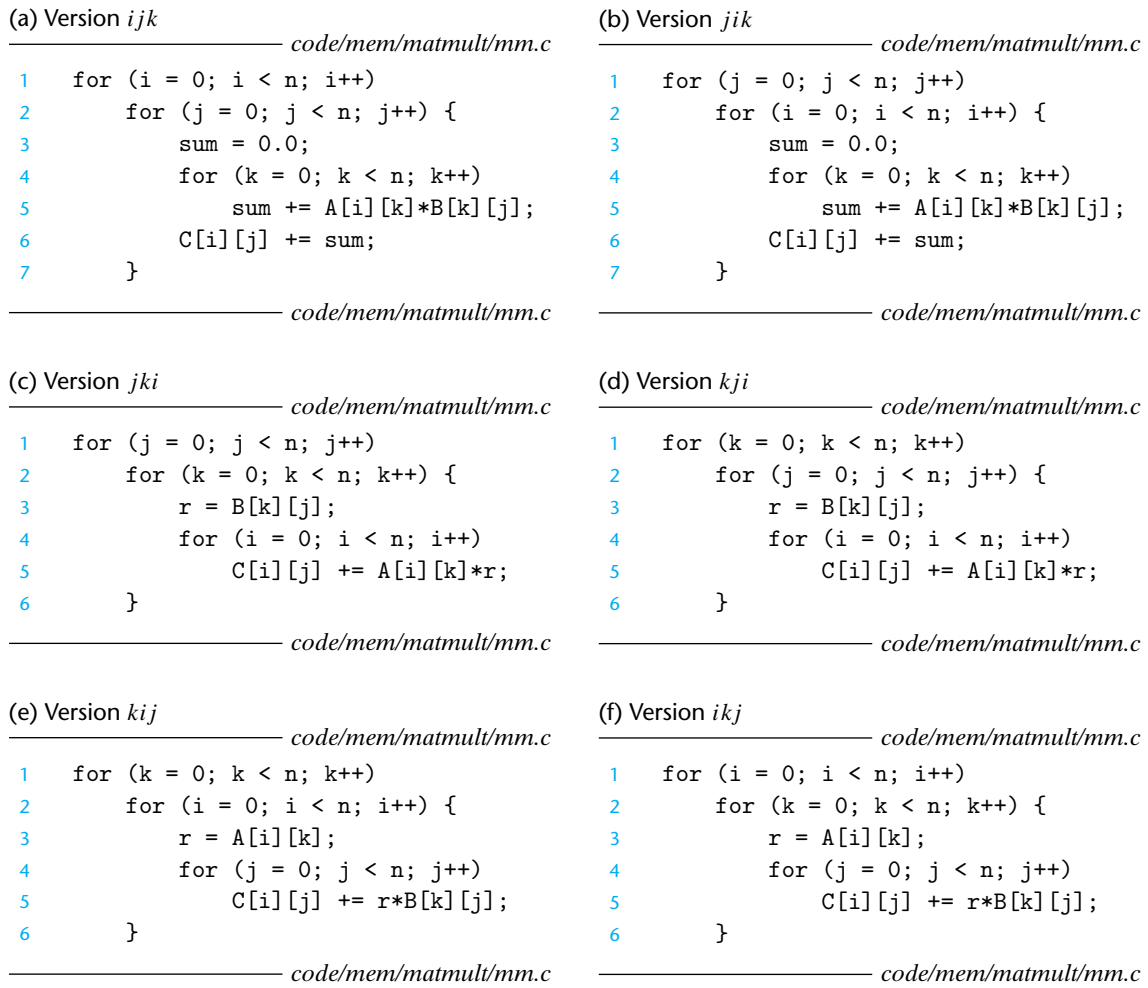 (a) Version ijk
code/mem/matmult/mm.c
1 for (i = 0; i < n; i++)
2     for (j = 0; j < n; j++) {
3         sum = 0.0;
4         for (k = 0; k < n; k++)
5             sum += A[i][k]*B[k][j];
6         C[i][j] += sum;
7     }
code/mem/matmult/mm.c
(b) Version jik
code/mem/matmult/mm.c
1 for (j = 0; j < n; j++)
2     for (i = 0; i < n; i++) {
3         sum = 0.0;
4         for (k = 0; k < n; k++)
5             sum += A[i][k]*B[k][j];
6         C[i][j] += sum;
7     }
code/mem/matmult/mm.c
(c) Version jki
code/mem/matmult/mm.c
1 for (j = 0; j < n; j++)
2     for (k = 0; k < n; k++) {
3         r = B[k][j];
4         for (i = 0; i < n; i++)
5             C[i][j] += A[i][k]*r;
6     }
code/mem/matmult/mm.c
(d) Version kji
code/mem/matmult/mm.c
1 for (k = 0; k < n; k++)
2     for (j = 0; j < n; j++) {
3         r = B[k][j];
4         for (i = 0; i < n; i++)
5             C[i][j] += A[i][k]*r;
6     }
code/mem/matmult/mm.c
(e) Version kij
code/mem/matmult/mm.c
1 for (k = 0; k < n; k++)
2     for (i = 0; i < n; i++) {
3         r = A[i][k];
4         for (j = 0; j < n; j++)
5             C[i][j] += r*B[k][j];
6     }
code/mem/matmult/mm.c
(f) Version ikj
code/mem/matmult/mm.c
1 for (i = 0; i < n; i++)
2     for (k = 0; k < n; k++) {
3         r = A[i][k];
4         for (j = 0; j < n; j++)
5             C[i][j] += r*B[k][j];
6     }
code/mem/matmult/mm.c